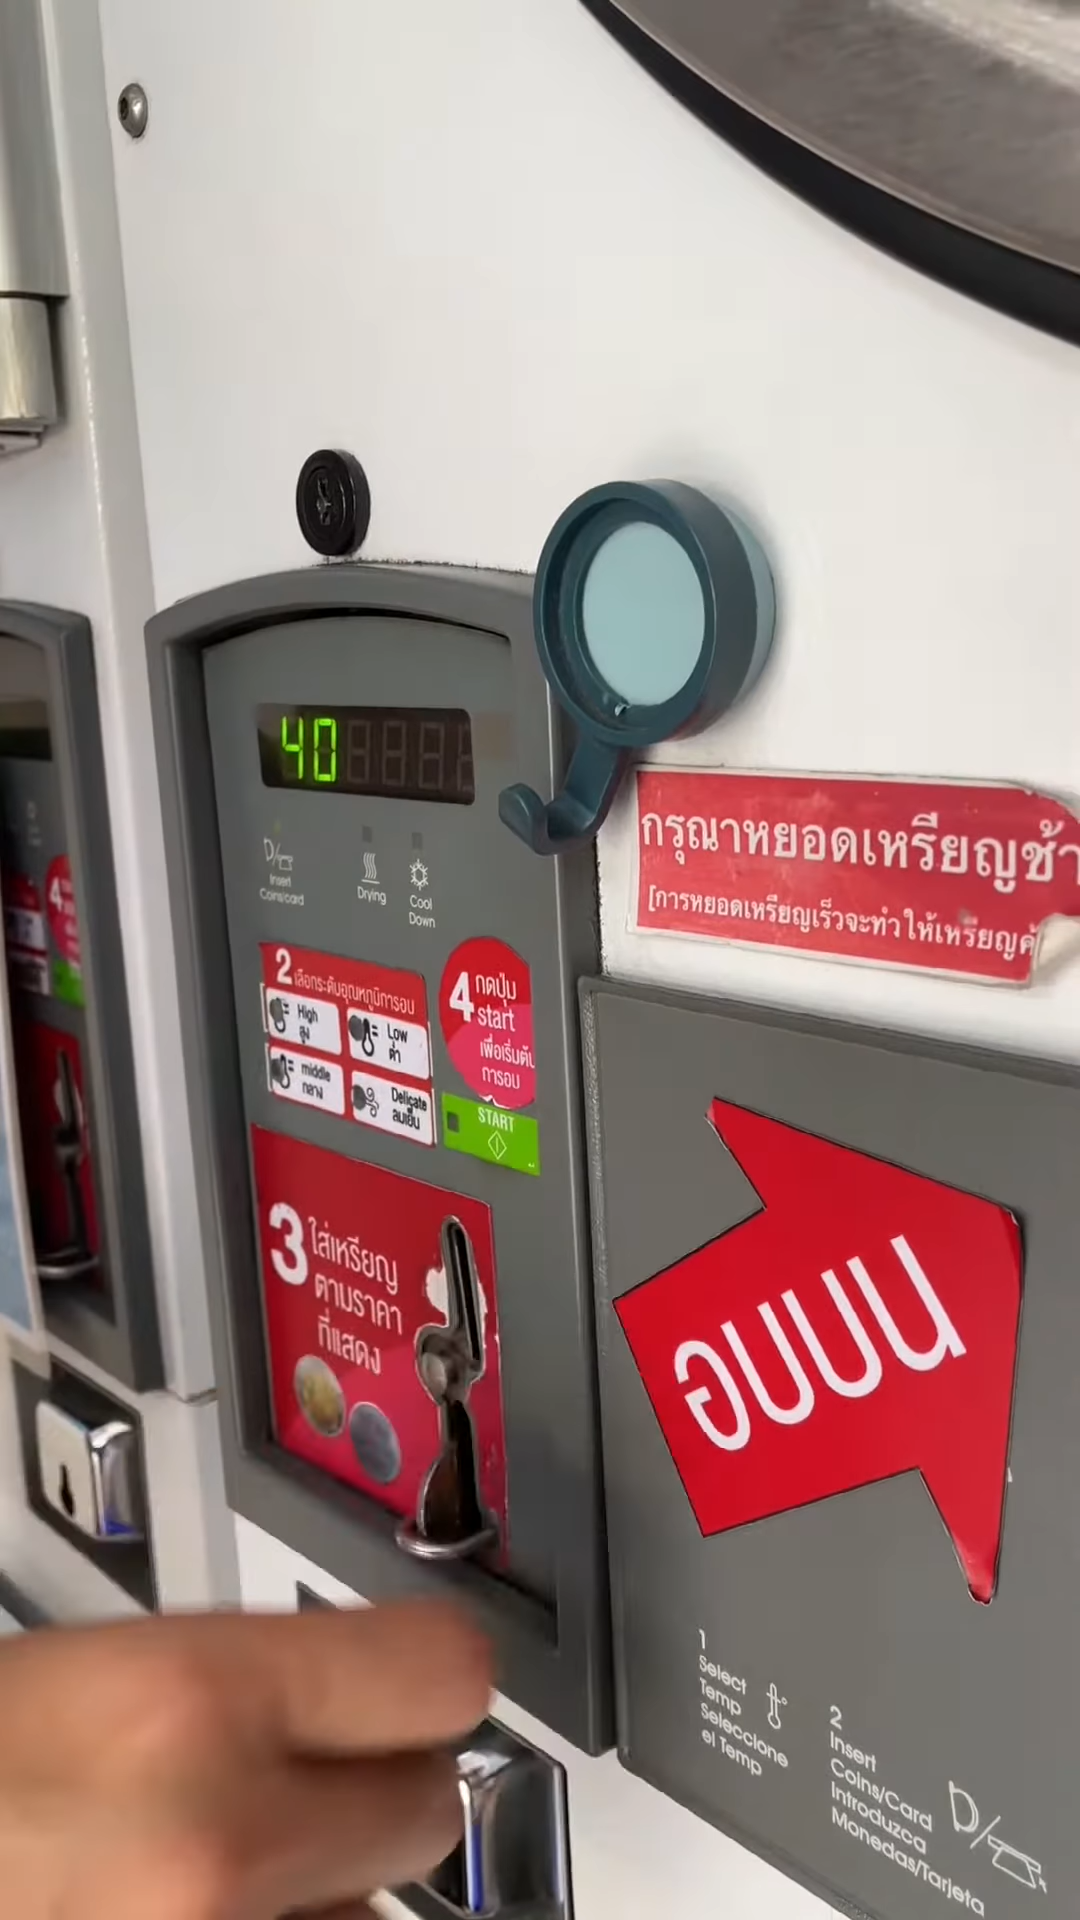 40
Insert
Coins/card
Drying
Cool
Down
กรุณาหยอดเหรียญช้า
[การหยอดเหรียญเร็วจะทำให้เหรียญค้
2 เลือกระดับอุณหภูมิการอบ
High
สูง
Low
ต่ำ
middle
กลาง
Delicate
ลมเย็น
4 กดปุ่ม
start
เพื่อเริ่มต้น
การอบ
START
3 ใส่เหรียญ
ตามราคา
ที่แสดง
อบบน
1
Select
Temp
Seleccione
el Temp
2
Insert
Coins/Card
Introduzca
Monedas/Tarjeta
4